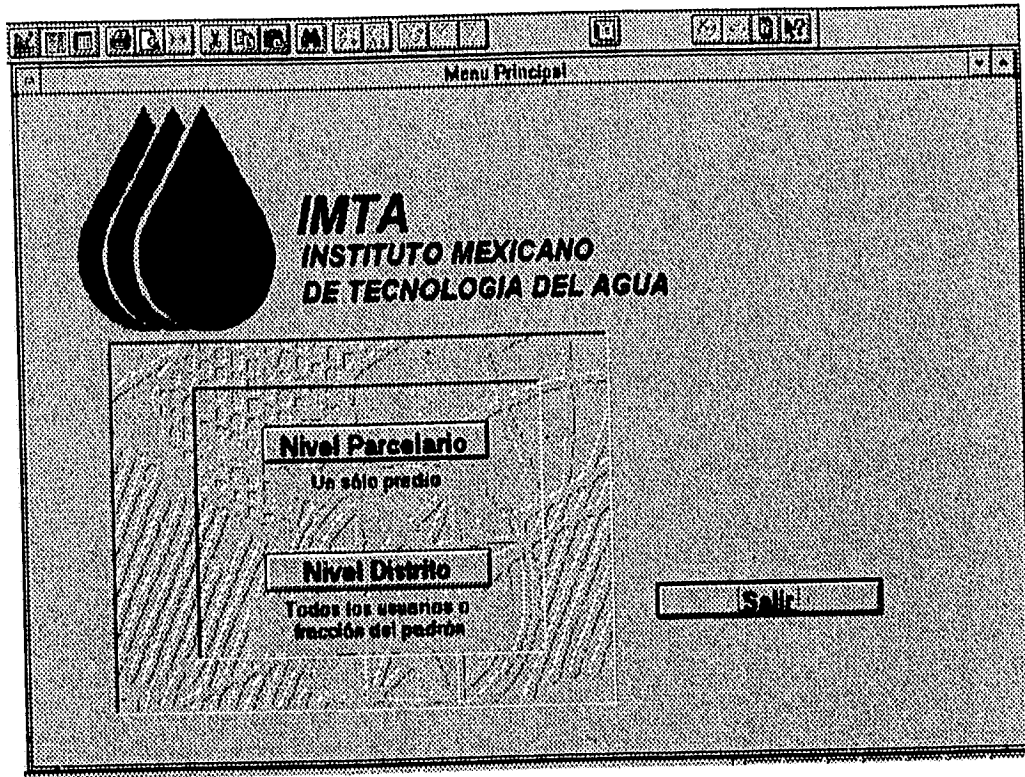 Menu Principal
IMTA
INSTITUTO MEXICANO
DE TECNOLOGIA DEL AGUA
Nivel Parcelario
Un sólo predio
Nivel Distrito
Todos los usuarios o
fracción del padrón
Salir